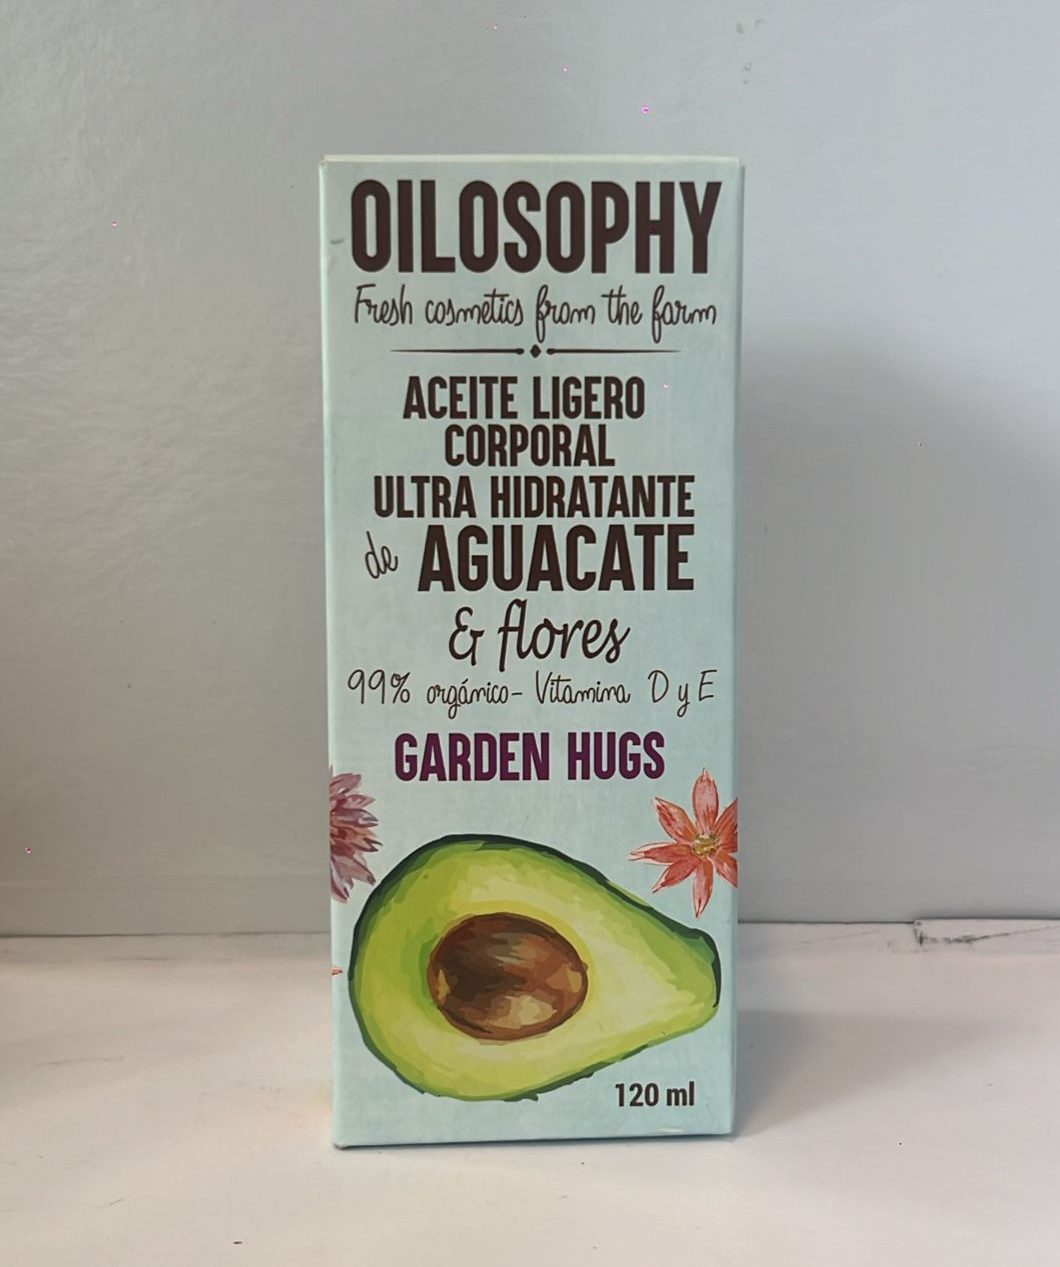 OILOSOPHY
Fresh cosmetics from the farm
ACEITE LIGERO
CORPORAL
ULTRA HIDRATANTE
de AGUACATE
& flores
99% orgánico- Vitamina D y E
GARDEN HUGS
120 ml